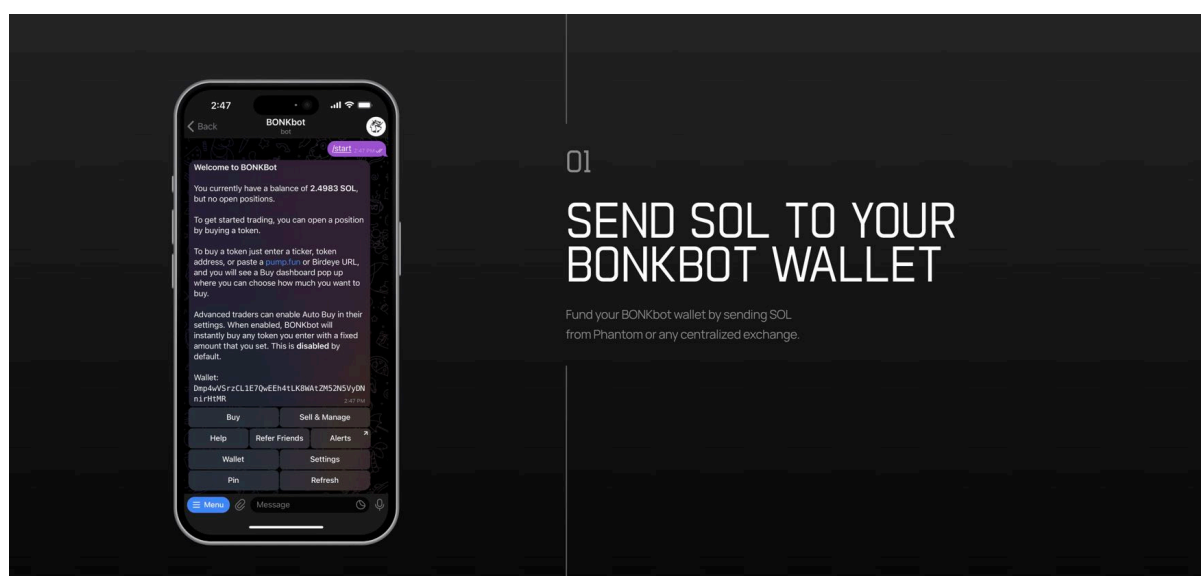 2:47
Back
BONKbot
bot
/start 2:47 PM
Welcome to BONKBot
You currently have a balance of 2.4983 SOL,
but no open positions.
To get started trading, you can open a position
by buying a token.
To buy a token just enter a ticker, token
address, or paste a pump.fun or Birdeye URL,
and you will see a Buy dashboard pop up
where you can choose how much you want to
buy.
Advanced traders can enable Auto Buy in their
settings. When enabled, BONKbot will
instantly buy any token you enter with a fixed
amount that you set. This is disabled by
default.
Wallet:
Dmp4wVSrzCL1E7QwEEh4tLK8WAtZM52N5VyDN
nirHtMR
2:47 PM
Buy
Sell & Manage
Help
Refer Friends
Alerts
Wallet
Settings
Pin
Refresh
Menu
Message
01
SEND SOL TO YOUR
BONKBOT WALLET
Fund your BONKbot wallet by sending SOL
from Phantom or any centralized exchange.